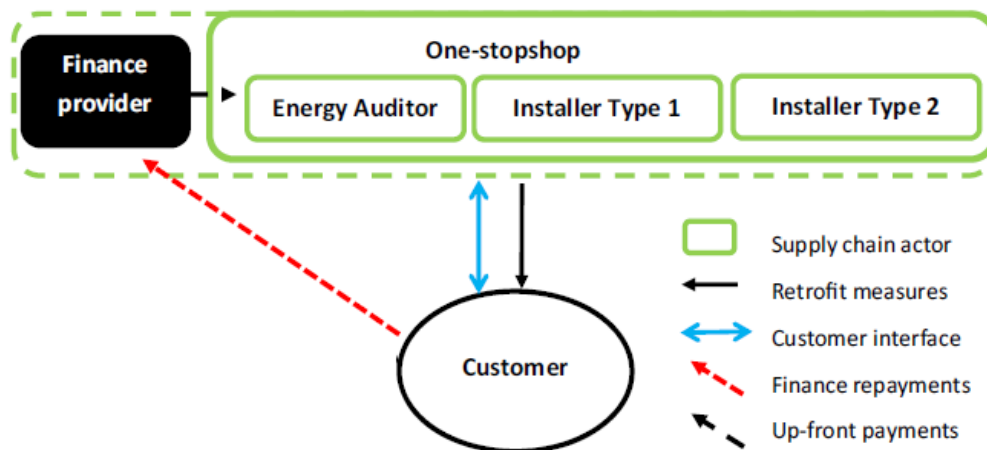 One-stopshop
Finance
provider
Energy Auditor
Installer Type 1
Installer Type 2
Customer
Supply chain actor
Retrofit measures
Customer interface
Finance repayments
Up-front payments